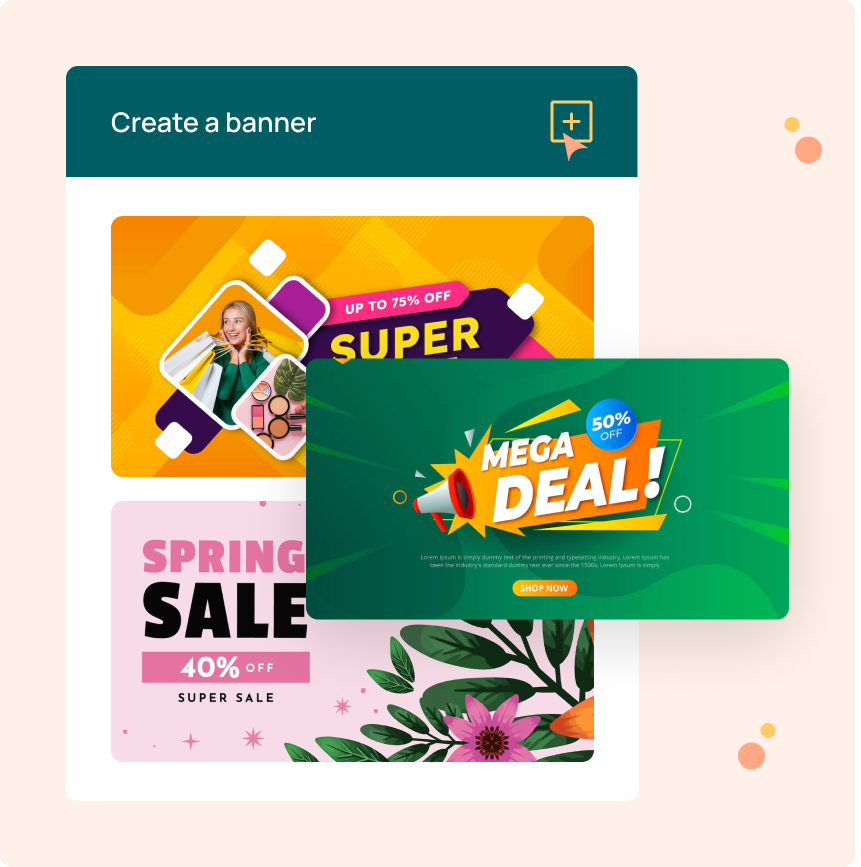 Create a banner
UP TO 75% OFF
SUPER
50%
OFF
MEGA
DEAL!
Lorem Ipsum is simply dummy text of the printing and typesetting industry. Lorem Ipsum has
been the industry's standard dummy text ever since the 1500s, Lorem Ipsum is simply
SHOP NOW
SPRING
SALE
40% OFF
SUPER SALE